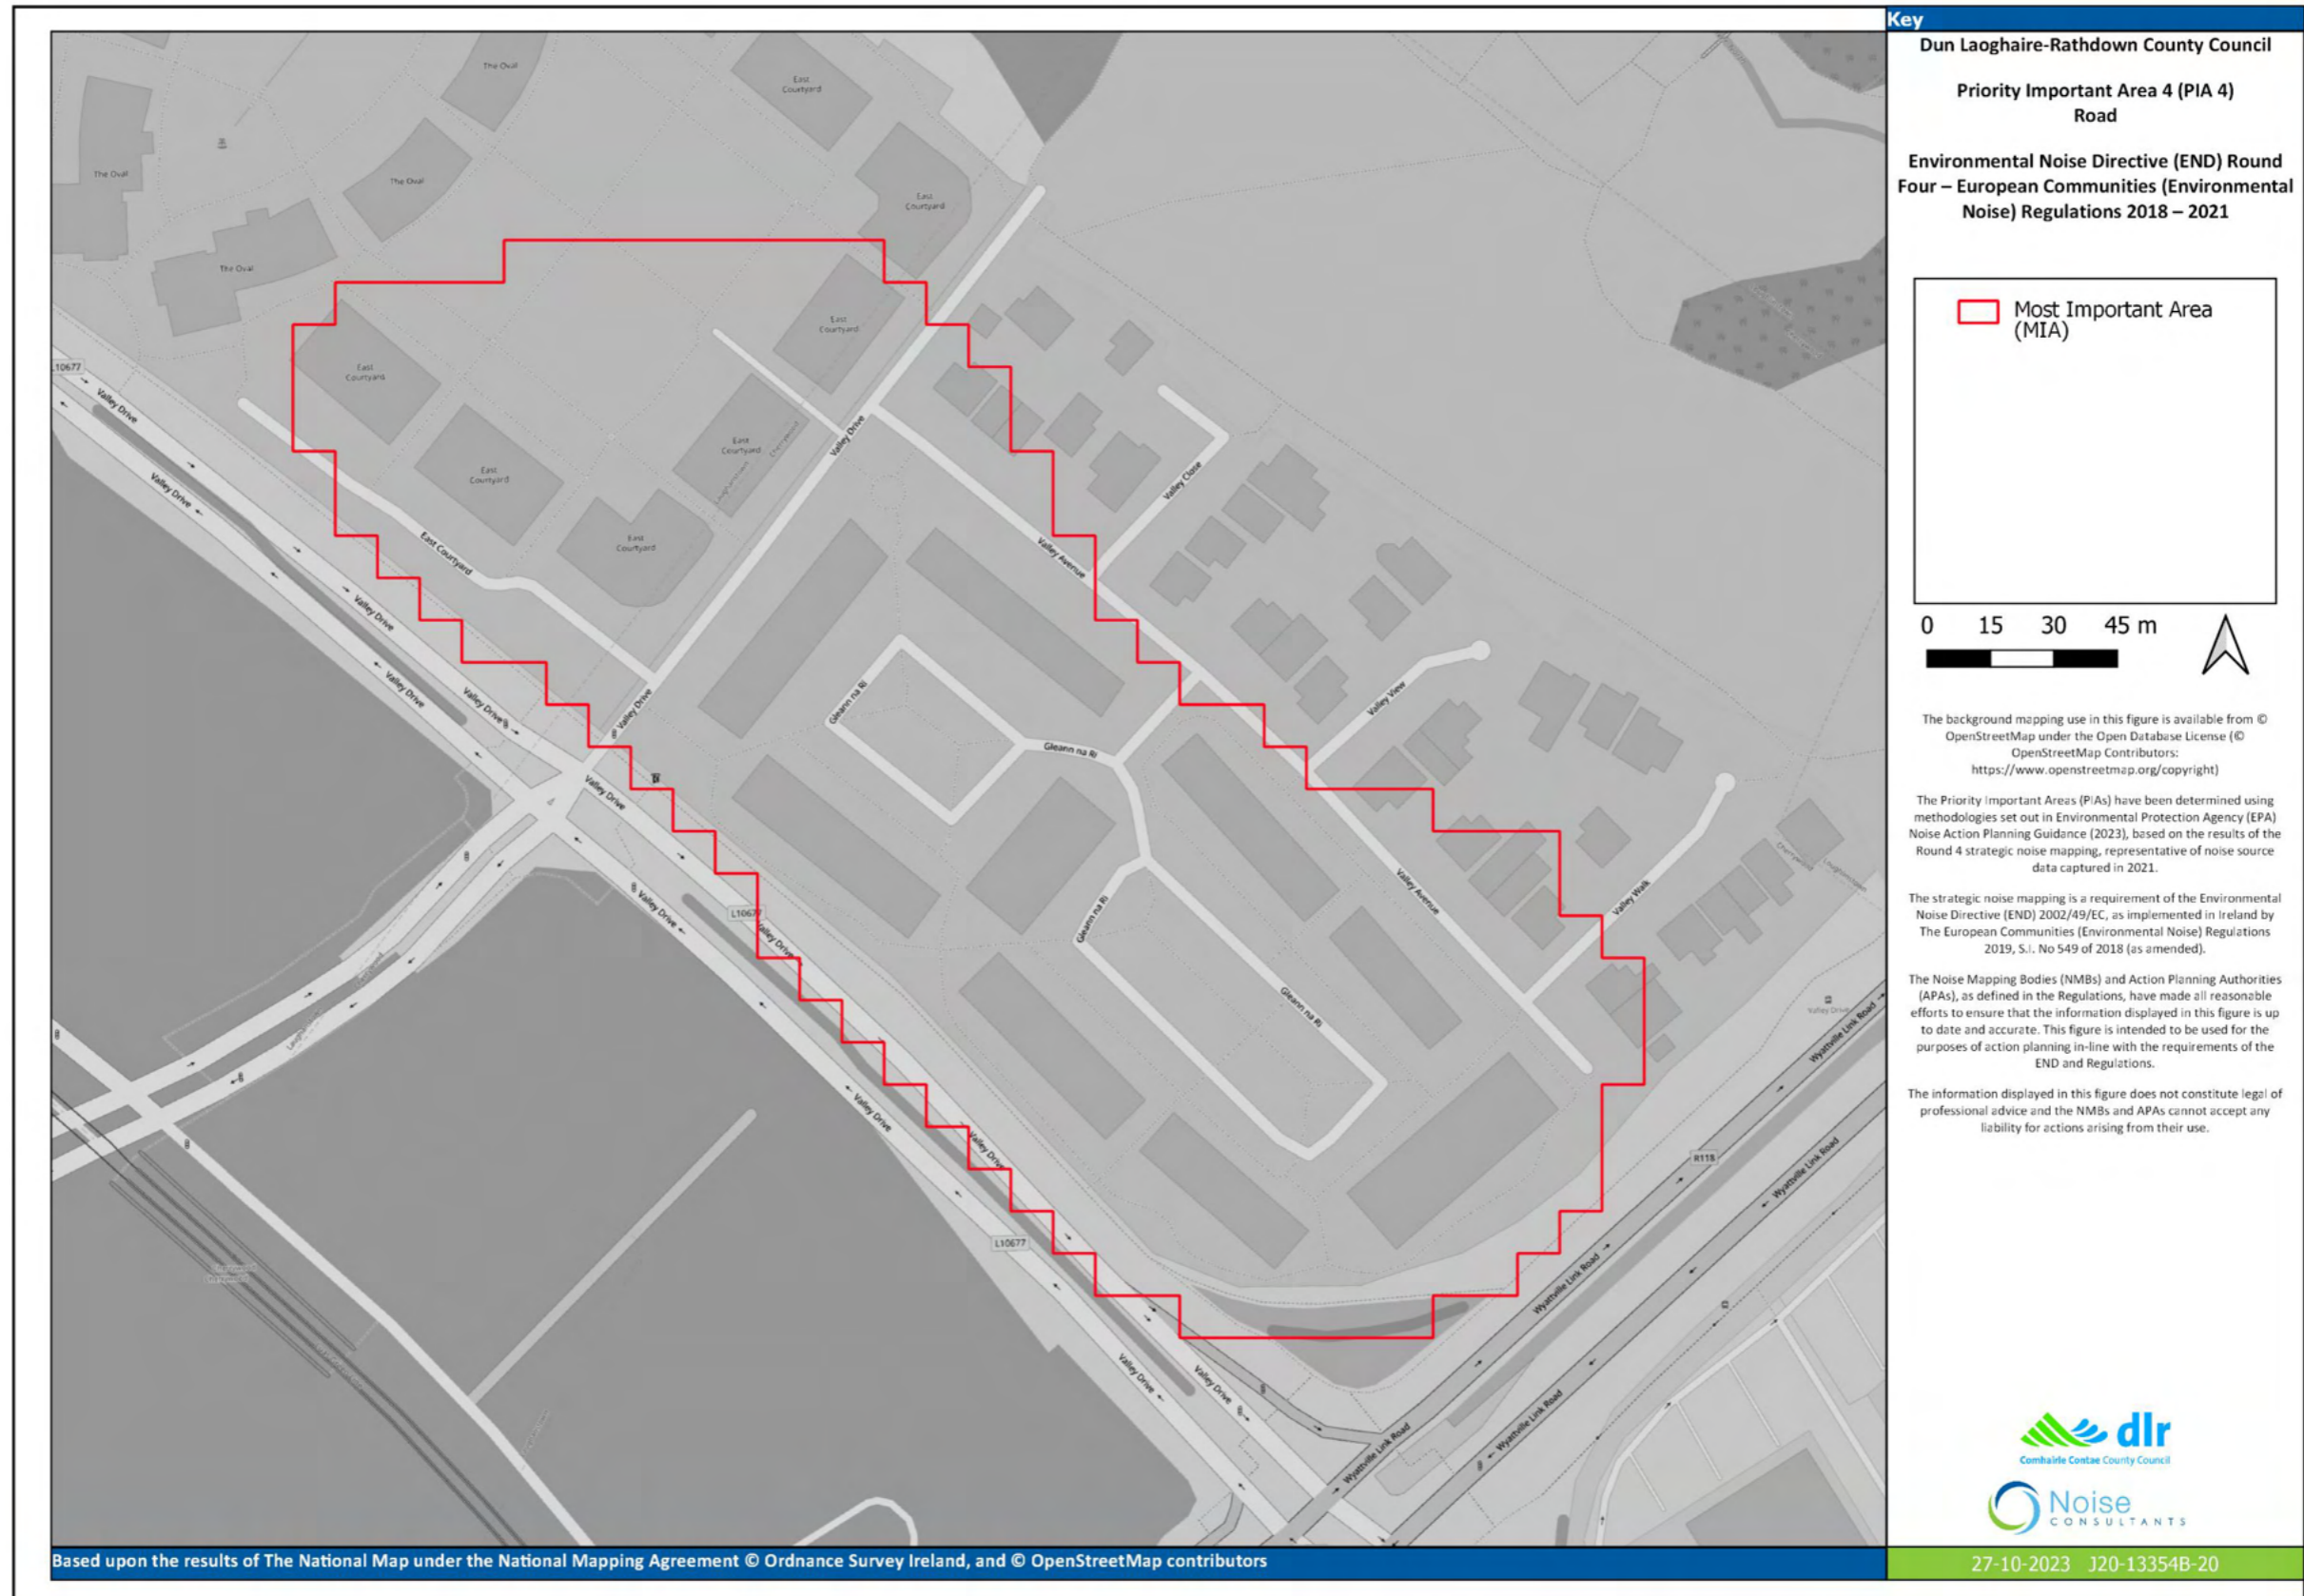 Key
Dun Laoghaire-Rathdown County Council
Priority Important Area 4 (PIA 4)
Road
Environmental Noise Directive (END) Round
Four – European Communities (Environmental
Noise) Regulations 2018 – 2021
Most Important Area
(MIA)
0 15 30 45 m
The background mapping use in this figure is available from ©
OpenStreetMap under the Open Database License (©
OpenStreetMap Contributors:
https://www.openstreetmap.org/copyright)
The Priority Important Areas (PIAs) have been determined using
methodologies set out in Environmental Protection Agency (EPA)
Noise Action Planning Guidance (2023), based on the results of the
Round 4 strategic noise mapping, representative of noise source
data captured in 2021.
The strategic noise mapping is a requirement of the Environmental
Noise Directive (END) 2002/49/EC, as implemented in Ireland by
The European Communities (Environmental Noise) Regulations
2019, S.I. No 549 of 2018 (as amended).
The Noise Mapping Bodies (NMBs) and Action Planning Authorities
(APAs), as defined in the Regulations, have made all reasonable
efforts to ensure that the information displayed in this figure is up
to date and accurate. This figure is intended to be used for the
purposes of action planning in-line with the requirements of the
END and Regulations.
The information displayed in this figure does not constitute legal of
professional advice and the NMBs and APAs cannot accept any
liability for actions arising from their use.
dlr
Comhairle Contae County Council
Noise
CONSULTANTS
27-10-2023 J20-13354B-20
The Oval
East
Courtyard
The Oval
The Oval
East
Courtyard
The Oval
East
Courtyard
L10677
East
Courtyard
Valley Drive
East
Courtyard
Valley Drive
East
Courtyard
Valley Drive
Valley Close
East
Courtyard
East Courtyard
Valley Avenue
Valley Drive
Valley Drive
Valley Drive
Valley Drive
Gleann na Rí
Valley View
Gleann na Rí
Valley Drive
Valley Drive
L10677
Valley Drive
Gleann na Rí
Valley Avenue
Valley Walk
Cherrywood
Loughlinstown
Gleann na Rí
Valley Drive
Wyattville Link Road
Valley Drive
Valley Drive
R118
Wyattville Link Road
L10677
Cherrywood
Cherrywood
Wyattville Link Road
Valley Drive
Valley Drive
Wyattville Link Road
Wyattville Link Road
Based upon the results of The National Map under the National Mapping Agreement © Ordnance Survey Ireland, and © OpenStreetMap contributors